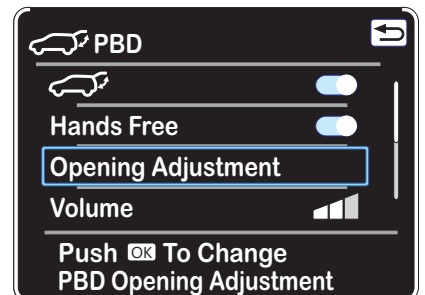 PBD
Hands Free
Opening Adjustment
Volume
Push OK To Change
PBD Opening Adjustment